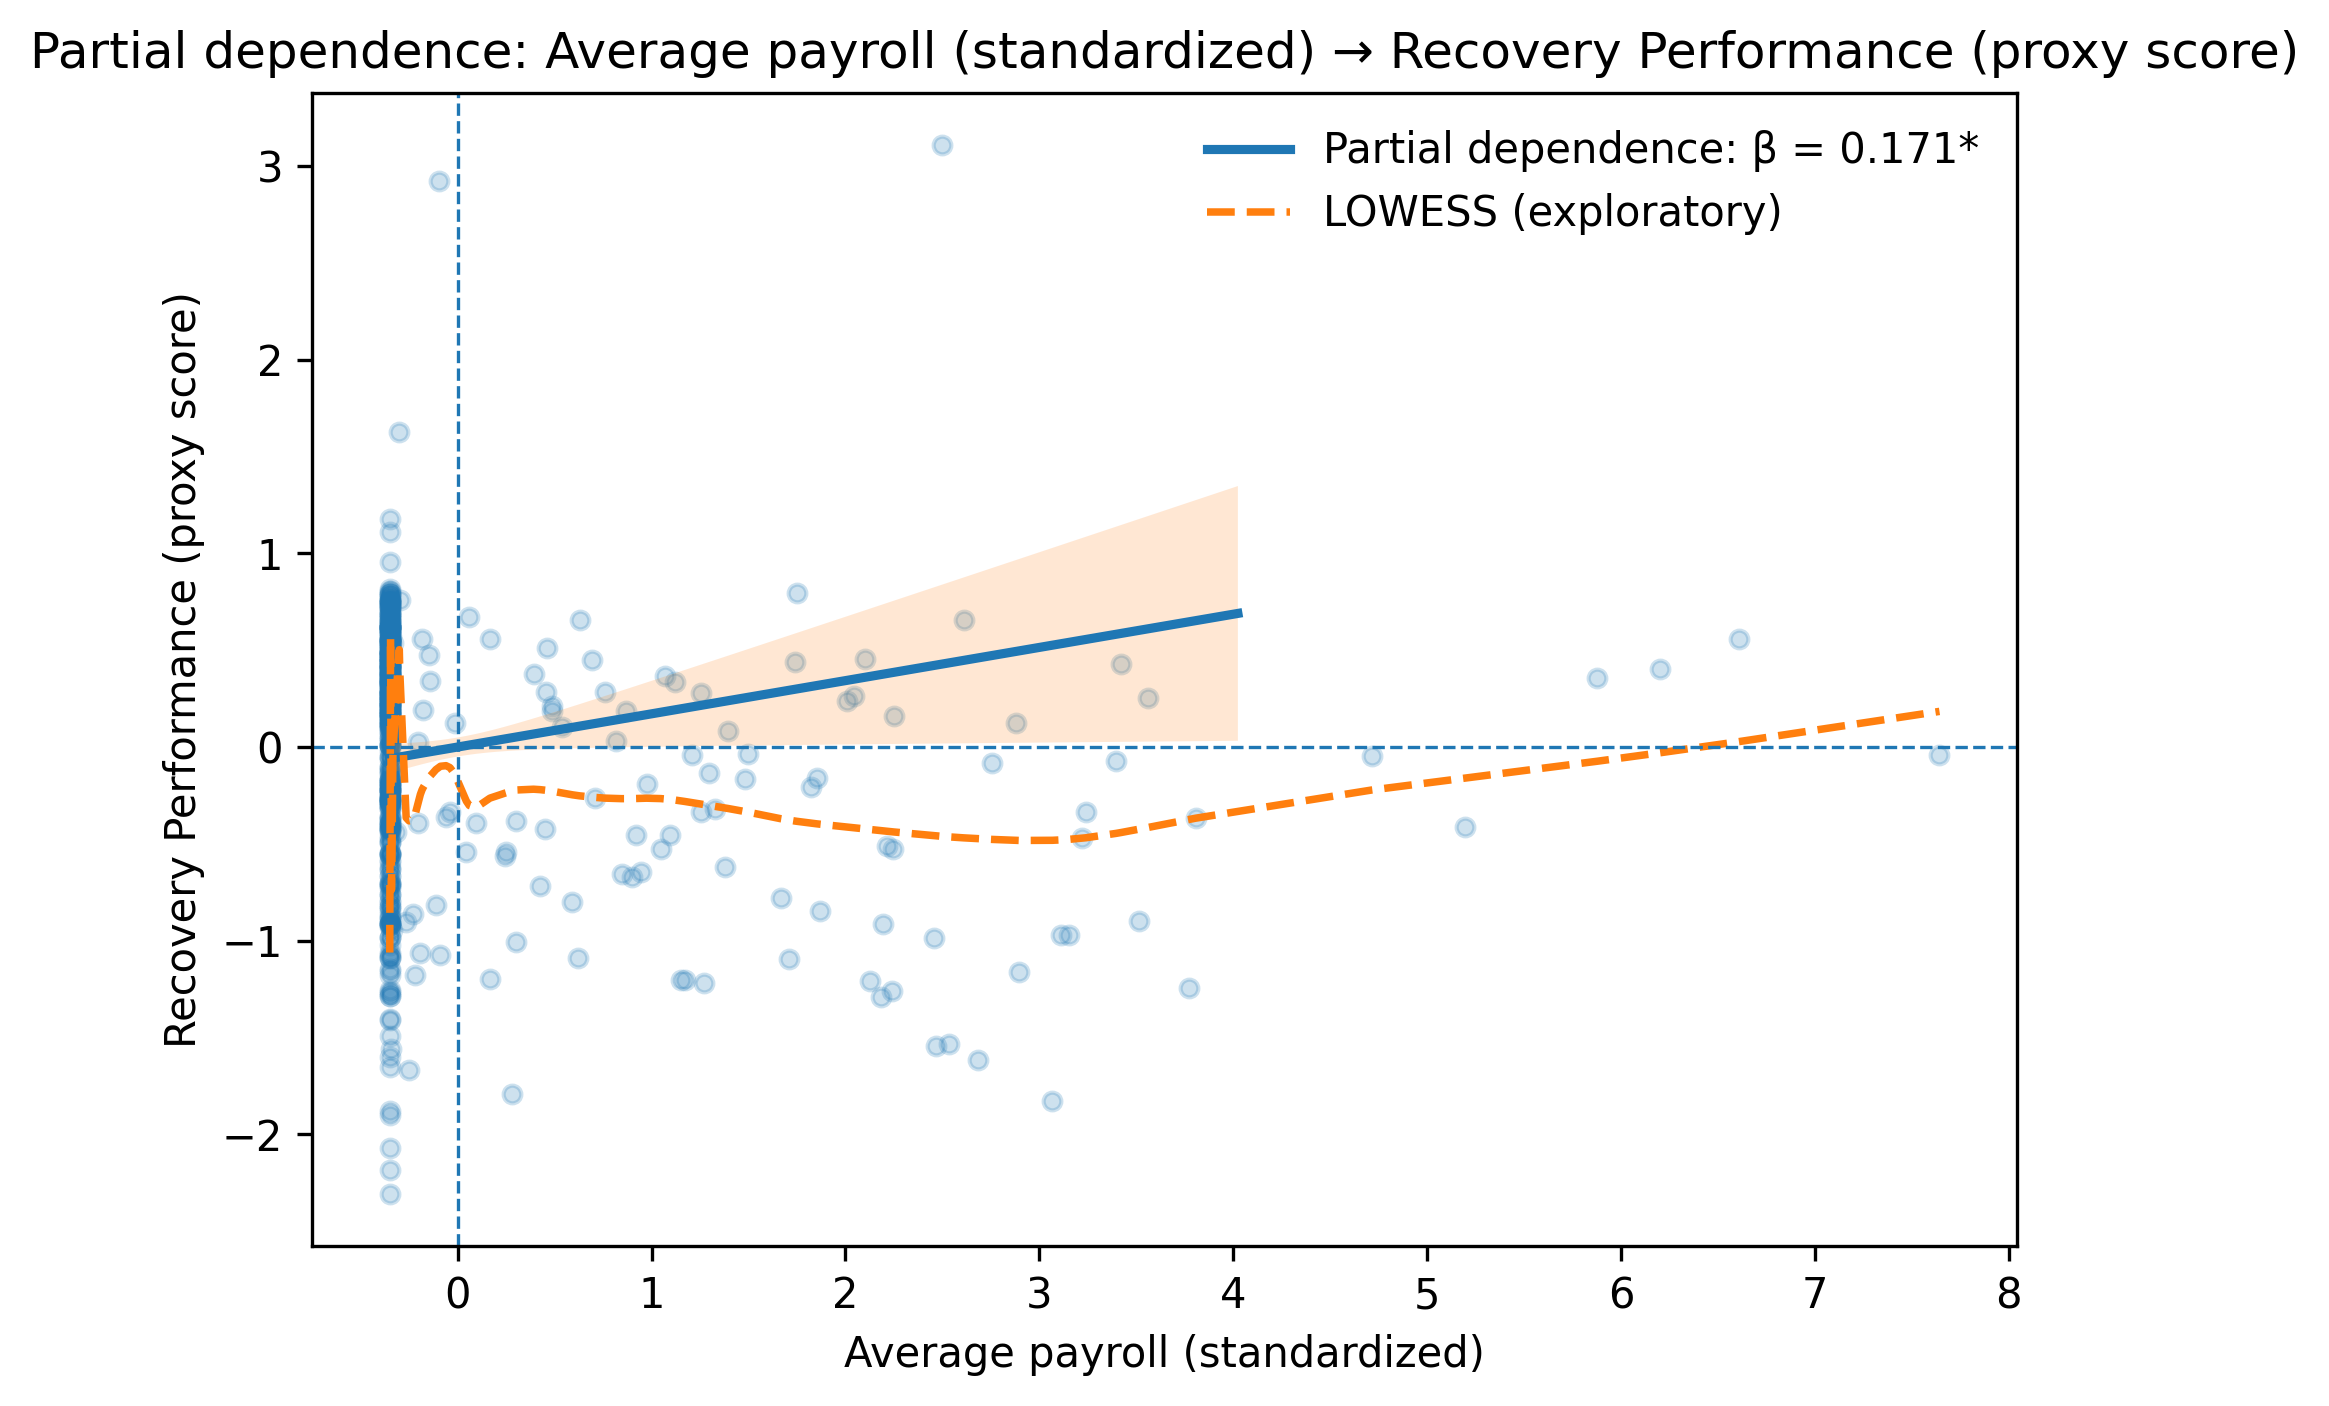 Partial dependence: Average payroll (standardized) → Recovery Performance (proxy score)
Partial dependence: β = 0.171*
LOWESS (exploratory)
Recovery Performance (proxy score)
3
2
1
0
−1
−2
0 1 2 3 4 5 6 7 8
Average payroll (standardized)